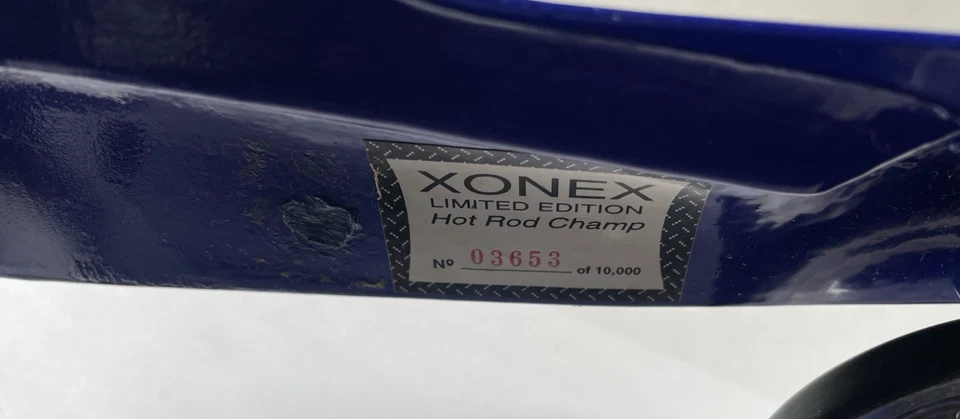 XONEX
LIMITED EDITION
Hot Rod Champ
Nº 03653 of 10,000